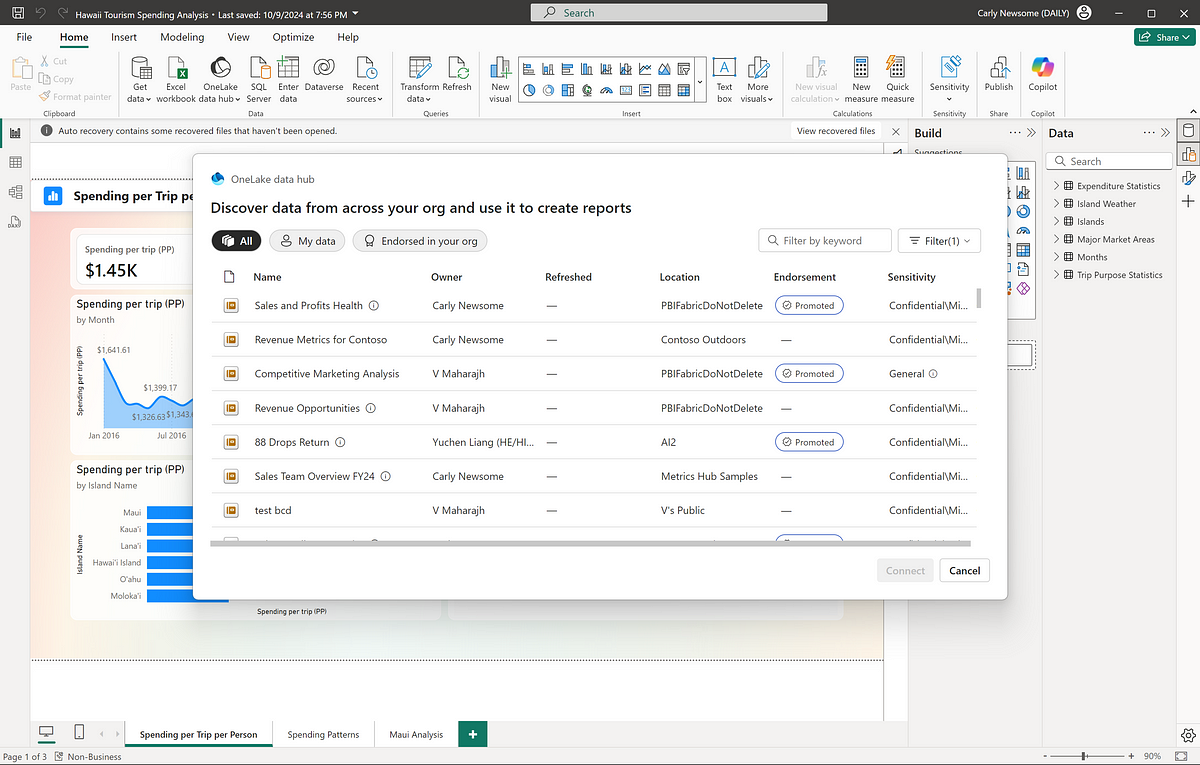 Hawaii Tourism Spending Analysis • Last saved: 10/9/2024 at 7:56 PM
Search
Carly Newsome (DAILY)
File Home Insert Modeling View Optimize Help
Share
Paste
Cut
Copy
Format painter
Clipboard
Get data
Excel workbook
OneLake data hub
SQL Server
Enter data
Dataverse
Recent sources
Data
Transform data
Refresh
Queries
New visual
Text box
More visuals
Insert
New visual calculation
New measure
Quick measure
Calculations
Sensitivity
Sensitivity
Publish
Share
Copilot
Copilot
Auto recovery contains some recovered files that haven't been opened.
View recovered files
Build
Suggestions
Data
Search
Expenditure Statistics
Island Weather
Islands
Major Market Areas
Months
Trip Purpose Statistics
Spending per Trip pe
Spending per trip (PP)
$1.45K
Spending per trip (PP)
by Month
Spending per trip (PP)
$1,641.61
$1,399.17
$1,326.63
$1,343.
Jan 2016
Jul 2016
Spending per trip (PP)
by Island Name
Island Name
Maui
Kaua'i
Lana'i
Hawai'i Island
O'ahu
Moloka'i
Spending per trip (PP)
OneLake data hub
Discover data from across your org and use it to create reports
All My data Endorsed in your org
Filter by keyword
Filter(1)
Name Owner Refreshed Location Endorsement Sensitivity
Sales and Profits Health Carly Newsome — PBIFabricDoNotDelete Promoted Confidential\Mi...
Revenue Metrics for Contoso Carly Newsome — Contoso Outdoors — Confidential\Mi...
Competitive Marketing Analysis V Maharajh — PBIFabricDoNotDelete Promoted General
Revenue Opportunities V Maharajh — PBIFabricDoNotDelete — Confidential\Mi...
88 Drops Return Yuchen Liang (HE/HI... — AI2 Promoted Confidential\Mi...
Sales Team Overview FY24 Carly Newsome — Metrics Hub Samples — Confidential\Mi...
test bcd V Maharajh — V's Public — Confidential\Mi...
Connect
Cancel
Spending per Trip per Person
Spending Patterns
Maui Analysis
Page 1 of 3
Non-Business
- + 90%